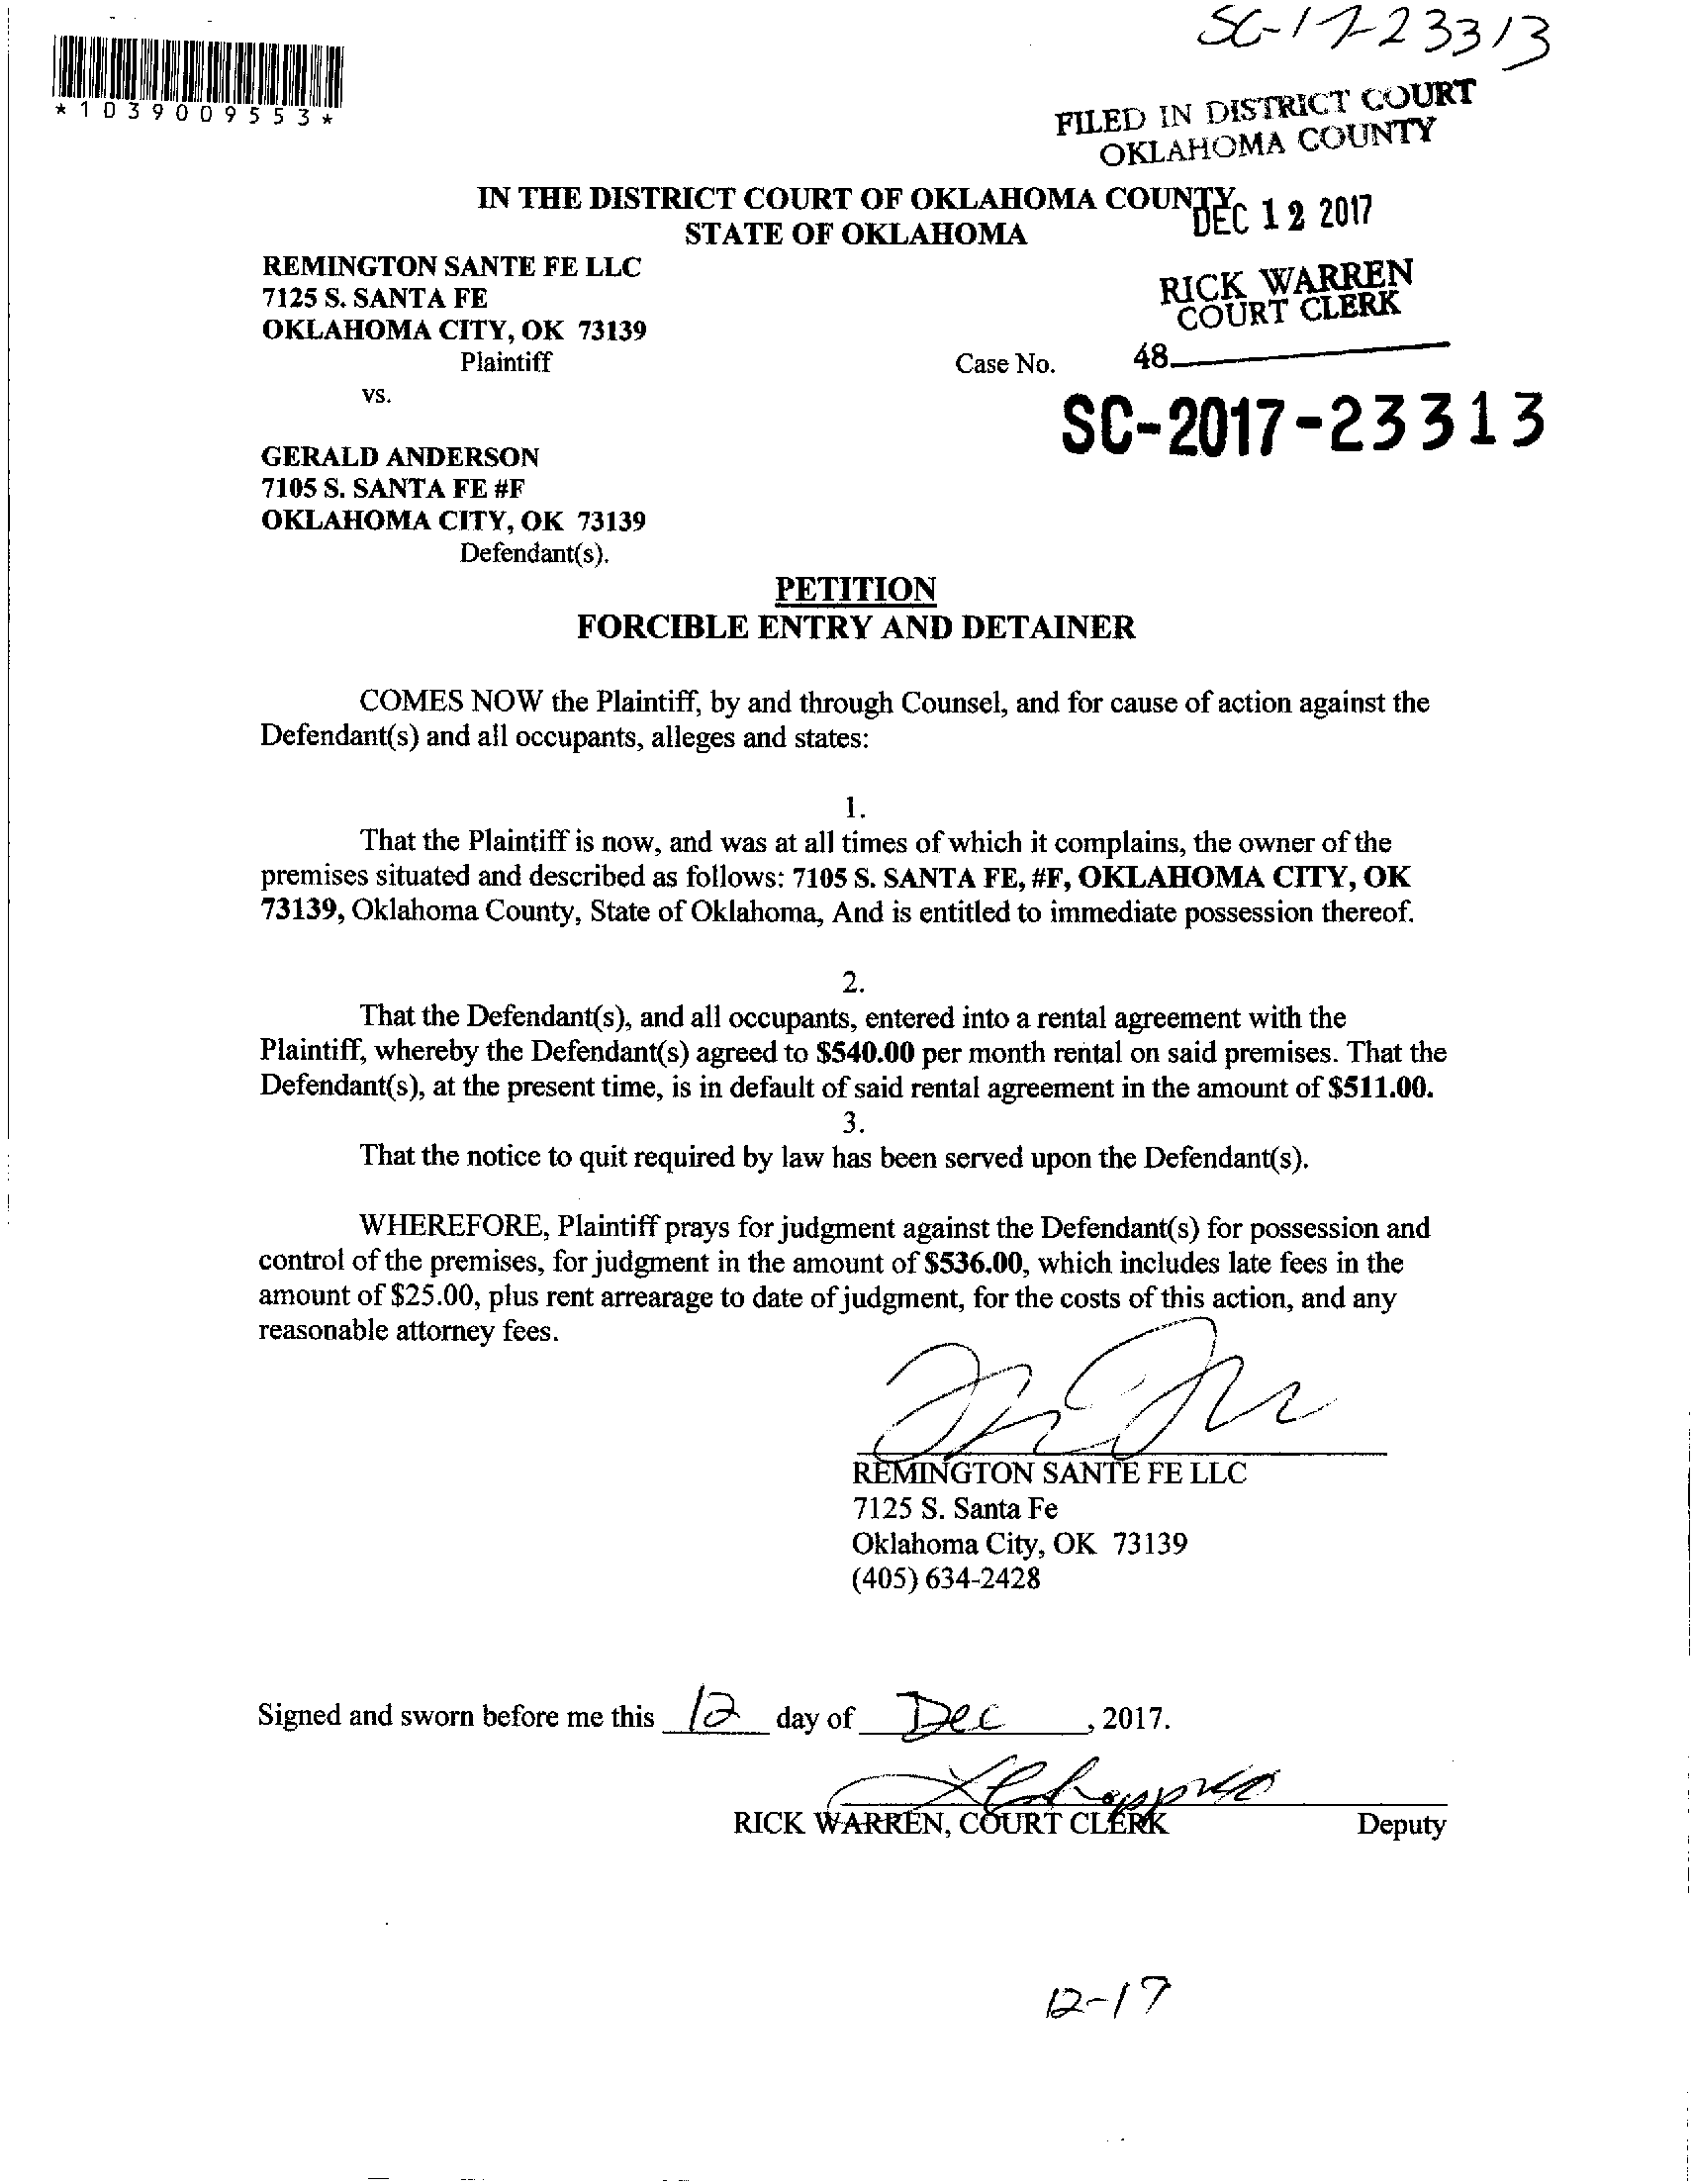 SC-17-23313
*1039009553*
FILED IN DISTRICT COURT
OKLAHOMA COUNTY
IN THE DISTRICT COURT OF OKLAHOMA COUNTY
DEC 12 2017
STATE OF OKLAHOMA
REMINGTON SANTE FE LLC
7125 S. SANTA FE
OKLAHOMA CITY, OK 73139
Plaintiff
RICK WARREN
COURT CLERK
48
Case No.
vs.
SC-2017-23313
GERALD ANDERSON
7105 S. SANTA FE #F
OKLAHOMA CITY, OK 73139
Defendant(s).
PETITION
FORCIBLE ENTRY AND DETAINER
COMES NOW the Plaintiff, by and through Counsel, and for cause of action against the
Defendant(s) and all occupants, alleges and states:
1.
That the Plaintiff is now, and was at all times of which it complains, the owner of the
premises situated and described as follows: 7105 S. SANTA FE, #F, OKLAHOMA CITY, OK
73139, Oklahoma County, State of Oklahoma, And is entitled to immediate possession thereof.
2.
That the Defendant(s), and all occupants, entered into a rental agreement with the
Plaintiff, whereby the Defendant(s) agreed to $540.00 per month rental on said premises. That the
Defendant(s), at the present time, is in default of said rental agreement in the amount of $511.00.
3.
That the notice to quit required by law has been served upon the Defendant(s).
WHEREFORE, Plaintiff prays for judgment against the Defendant(s) for possession and
control of the premises, for judgment in the amount of $536.00, which includes late fees in the
amount of $25.00, plus rent arrearage to date of judgment, for the costs of this action, and any
reasonable attorney fees.
REMINGTON SANTE FE LLC
7125 S. Santa Fe
Oklahoma City, OK 73139
(405) 634-2428
Signed and sworn before me this 12 day of Dec, 2017.
RICK WARREN, COURT CLERK Deputy
12-17